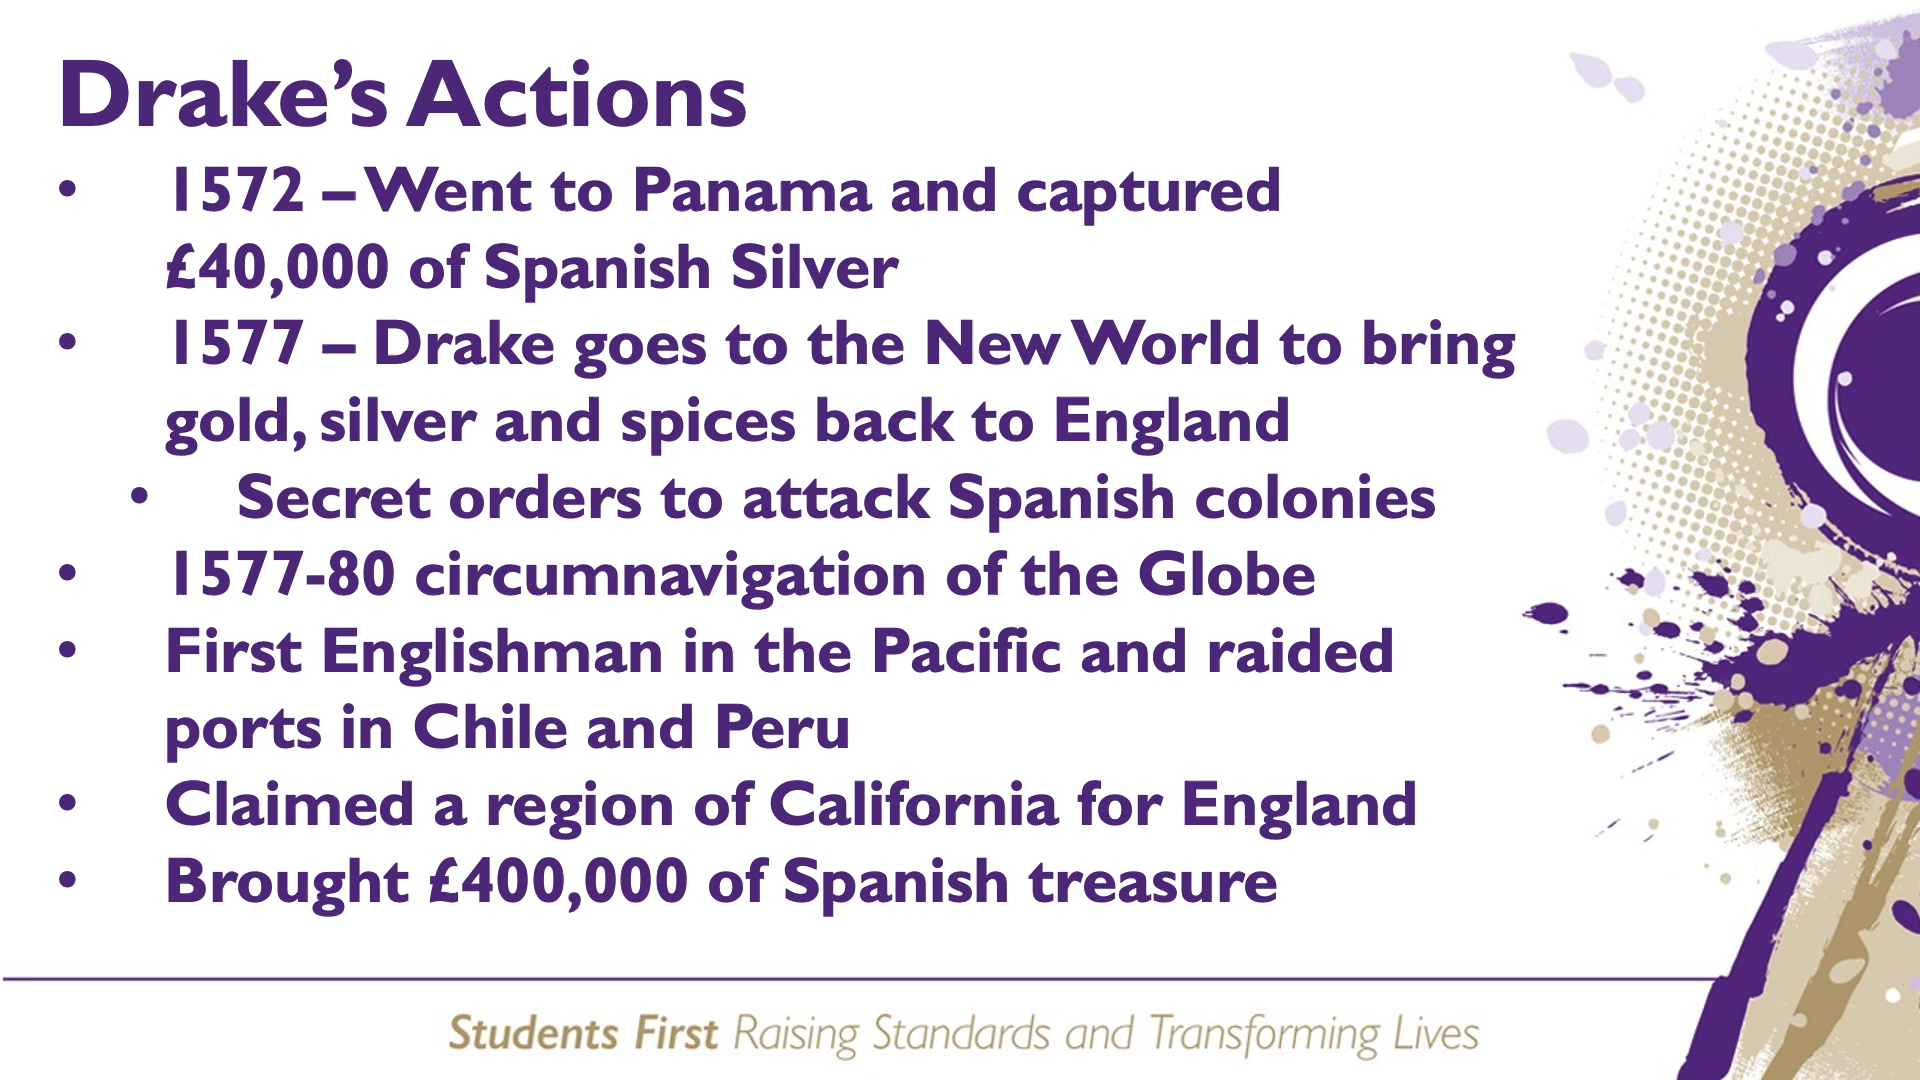 Drake’s Actions
• 1572 – Went to Panama and captured
£40,000 of Spanish Silver
• 1577 – Drake goes to the New World to bring
gold, silver and spices back to England
• Secret orders to attack Spanish colonies
• 1577-80 circumnavigation of the Globe
• First Englishman in the Pacific and raided
ports in Chile and Peru
• Claimed a region of California for England
• Brought £400,000 of Spanish treasure
Students First Raising Standards and Transforming Lives